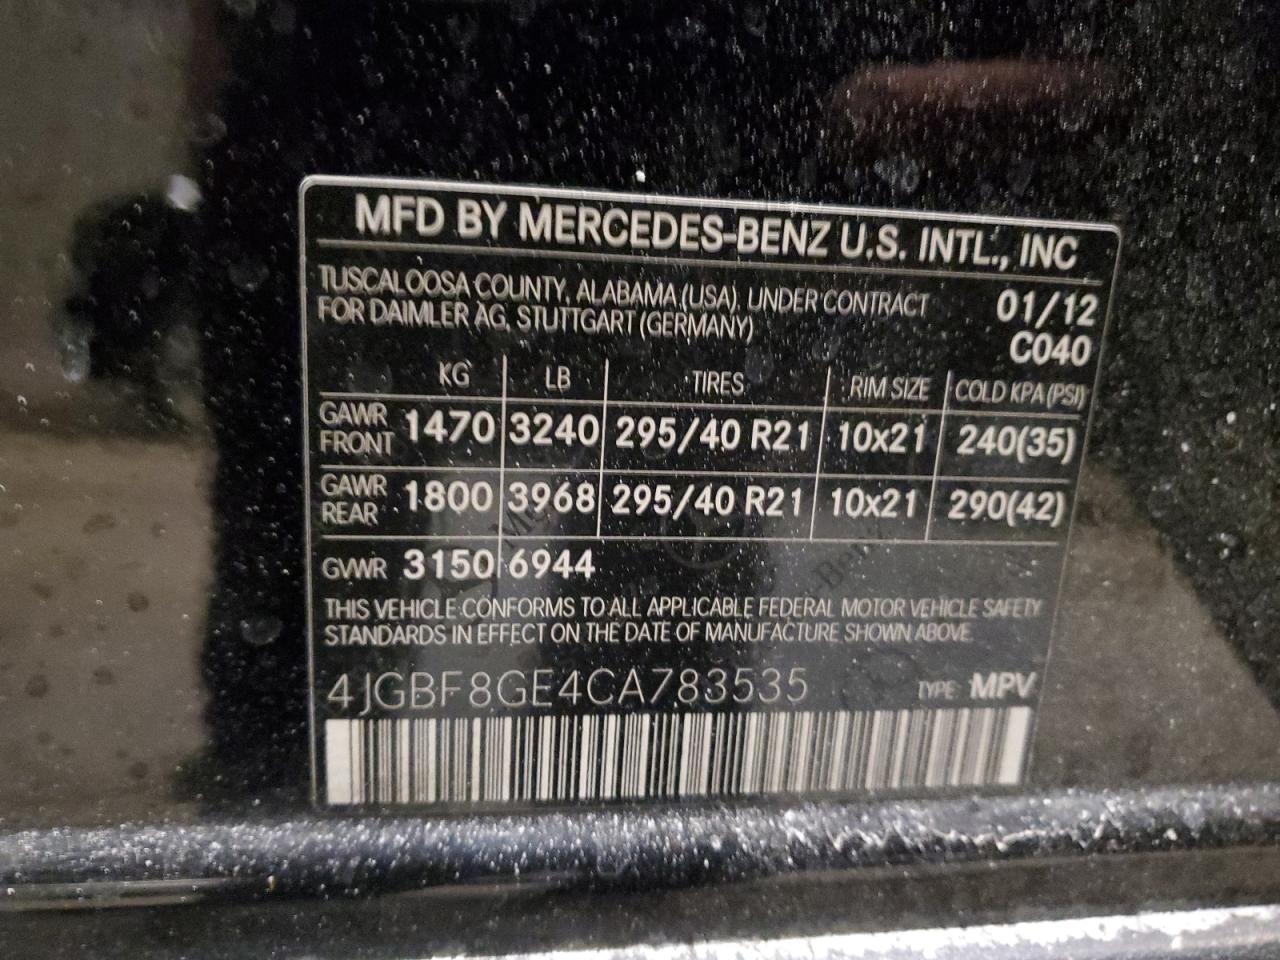 MFD BY MERCEDES-BENZ U.S. INTL., INC
TUSCALOOSA COUNTY, ALABAMA (USA), UNDER CONTRACT 01/12
FOR DAIMLER AG, STUTTGART (GERMANY) C040
KG LB TIRES RIM SIZE COLD KPA (PSI)
GAWR FRONT 1470 3240 295/40 R21 10x21 240(35)
GAWR REAR 1800 3968 295/40 R21 10x21 290(42)
GVWR 3150 6944
THIS VEHICLE CONFORMS TO ALL APPLICABLE FEDERAL MOTOR VEHICLE SAFETY
STANDARDS IN EFFECT ON THE DATE OF MANUFACTURE SHOWN ABOVE.
4JGBF8GE4CA783535 TYPE: MPV